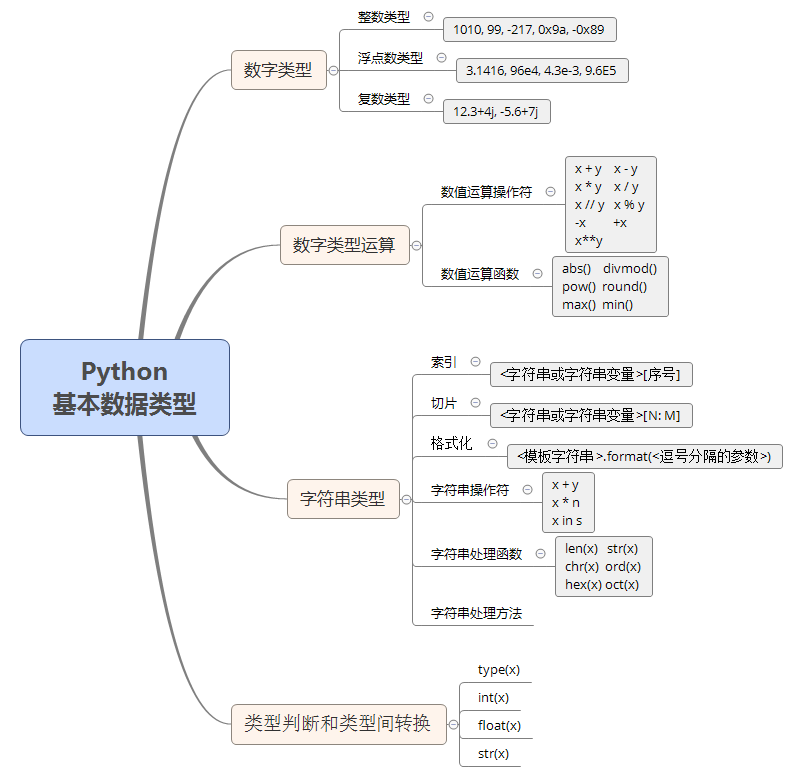 Python
基本数据类型
数字类型
整数类型
1010, 99, -217, 0x9a, -0x89
浮点数类型
3.1416, 96e4, 4.3e-3, 9.6E5
复数类型
12.3+4j, -5.6+7j
数字类型运算
数值运算操作符
x + y x - y
x * y x / y
x // y x % y
-x +x
x**y
数值运算函数
abs() divmod()
pow() round()
max() min()
字符串类型
索引
<字符串或字符串变量>[序号]
切片
<字符串或字符串变量>[N: M]
格式化
<模板字符串>.format(<逗号分隔的参数>)
字符串操作符
x + y
x * n
x in s
字符串处理函数
len(x) str(x)
chr(x) ord(x)
hex(x) oct(x)
字符串处理方法
类型判断和类型间转换
type(x)
int(x)
float(x)
str(x)